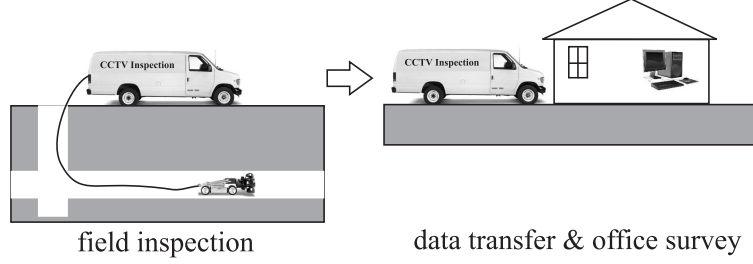 CCTV Inspection
CCTV Inspection
field inspection
data transfer & office survey